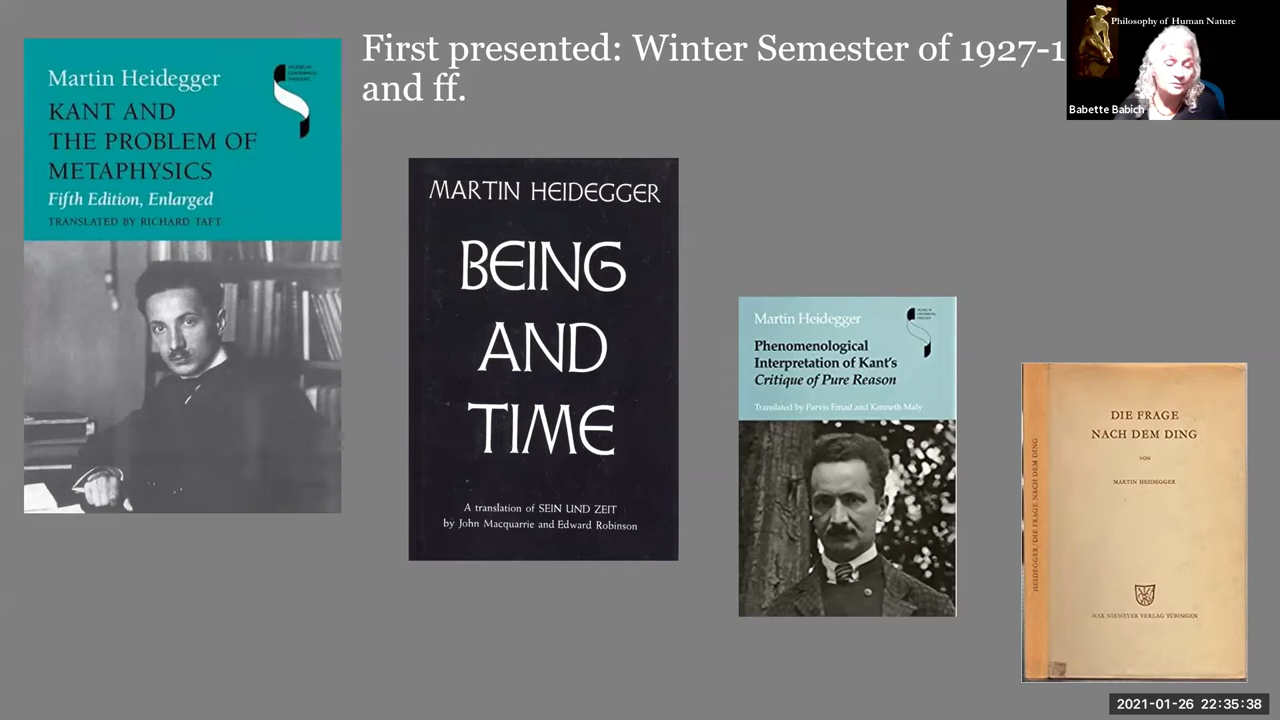 First presented: Winter Semester of 1927-1
and ff.
Philosophy of Human Nature
Babette Babich
Martin Heidegger
KANT AND
THE PROBLEM OF
METAPHYSICS
Fifth Edition, Enlarged
TRANSLATED BY RICHARD TAFT
STUDIES IN
CONTINENTAL
THOUGHT
MARTIN HEIDEGGER
BEING
AND
TIME
A translation of SEIN UND ZEIT
by John Macquarrie and Edward Robinson
Martin Heidegger
Phenomenological
Interpretation of Kant's
Critique of Pure Reason
Translated by Parvis Emad and Kenneth Maly
HEIDEGGER / DIE FRAGE NACH DEM DING
DIE FRAGE
NACH DEM DING
VON
MARTIN HEIDEGGER
MAX NIEMEYER VERLAG TÜBINGEN
2021-01-26 22:35:38